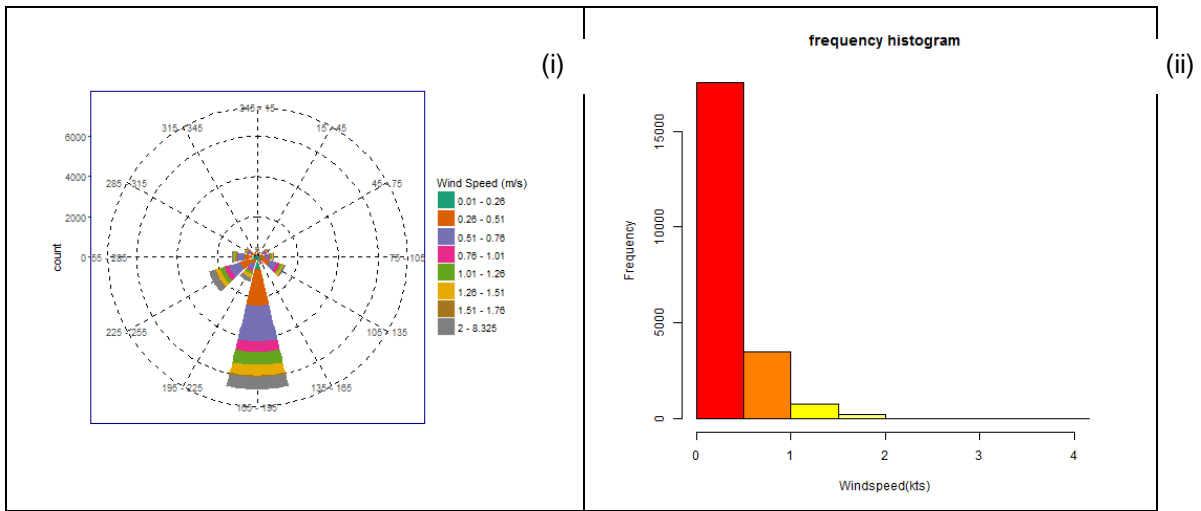 (i)
345 - 15
315 - 345
15 - 45
6000
285 - 315
45 - 75
4000
2000
count
0
55 - 285
75 - 105
225 - 255
105 - 135
195 - 225
135 - 165
165 - 195
Wind Speed (m/s)
0.01 - 0.26
0.26 - 0.51
0.51 - 0.76
0.76 - 1.01
1.01 - 1.26
1.26 - 1.51
1.51 - 1.76
2 - 8.325
frequency histogram
(ii)
Frequency
15000
10000
5000
0
0
1
2
3
4
Windspeed(kts)